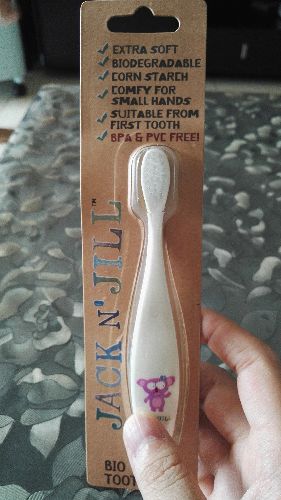 EXTRA SOFT
BIODEGRADABLE
CORN STARCH
COMFY FOR
SMALL HANDS
SUITABLE FROM
FIRST TOOTH
BPA & PVC FREE!
JACK N' JILL™
BIO
TOOT